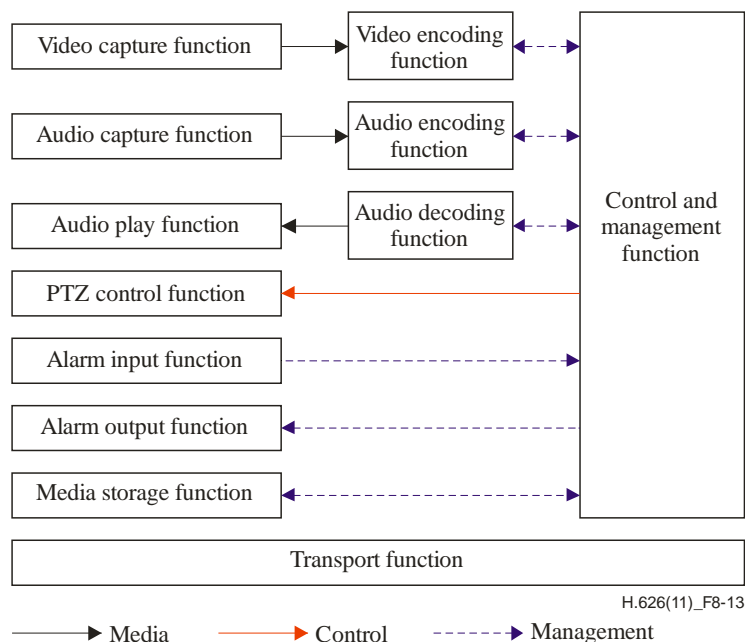 Video capture function
Video encoding
function
Audio capture function
Audio encoding
function
Audio play function
Audio decoding
function
Control and
management
function
PTZ control function
Alarm input function
Alarm output function
Media storage function
Transport function
H.626(11)_F8-13
Media
Control
Management